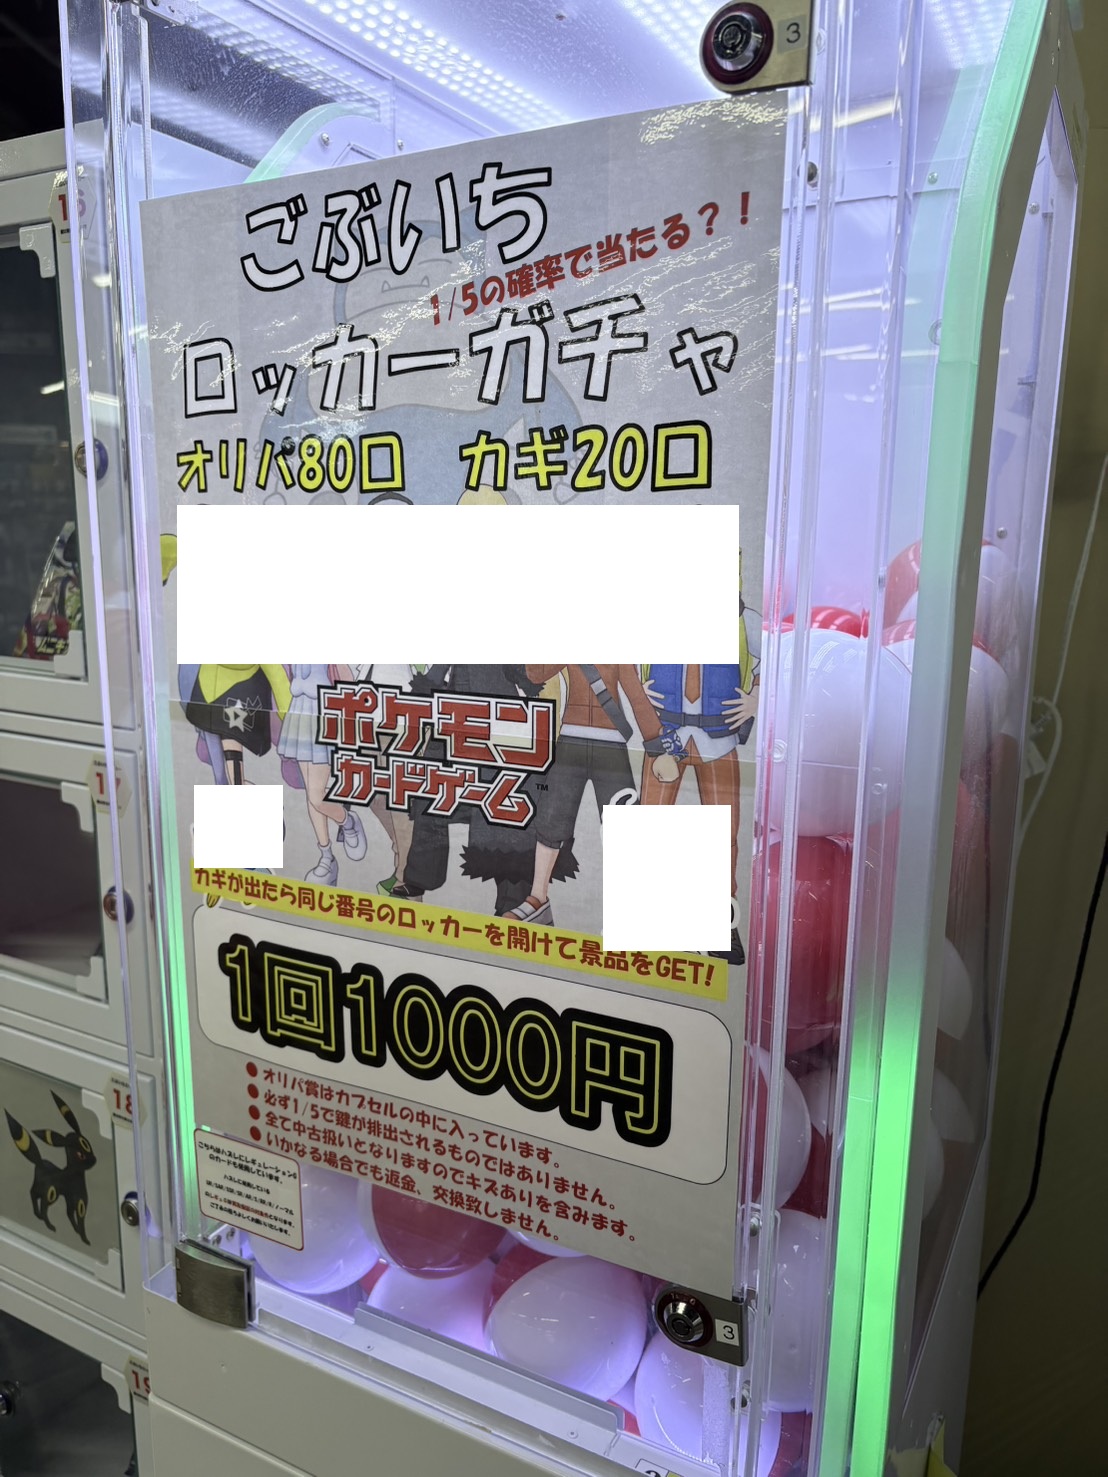 3
16
ごぶいち
1/5の確率で当たる？！
ロッカーガチャ
オリパ80口 カギ20口
ポケモン
カードゲーム
TM
カギが出たら同じ番号のロッカーを開けて景品をGET!
1回1000円
●オリパ賞はカプセルの中に入っています。
●必ず1/5で鍵が排出されるものではありません。
●全て中古扱いとなりますのでキズありを含みます。
●いかなる場合でも返金、交換致しません。
17
18
19
3